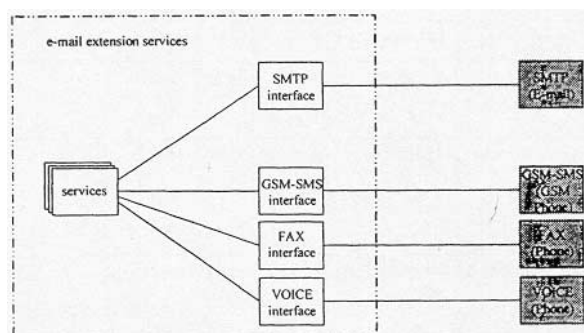 e-mail extension services
SMTP
interface
SMTP
(E-mail)
services
GSM-SMS
interface
GSM-SMS
(GSM
Phone)
FAX
interface
FAX
(Phone)
VOICE
interface
VOICE
(Phone)